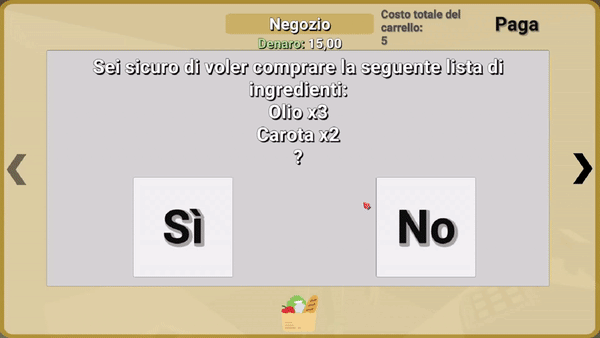 Negozio
Denaro: 15,00
Costo totale del
carrello:
5
Paga
Sei sicuro di voler comprare la seguente lista di
ingredienti:
Olio x3
Carota x2
?
Sì
No